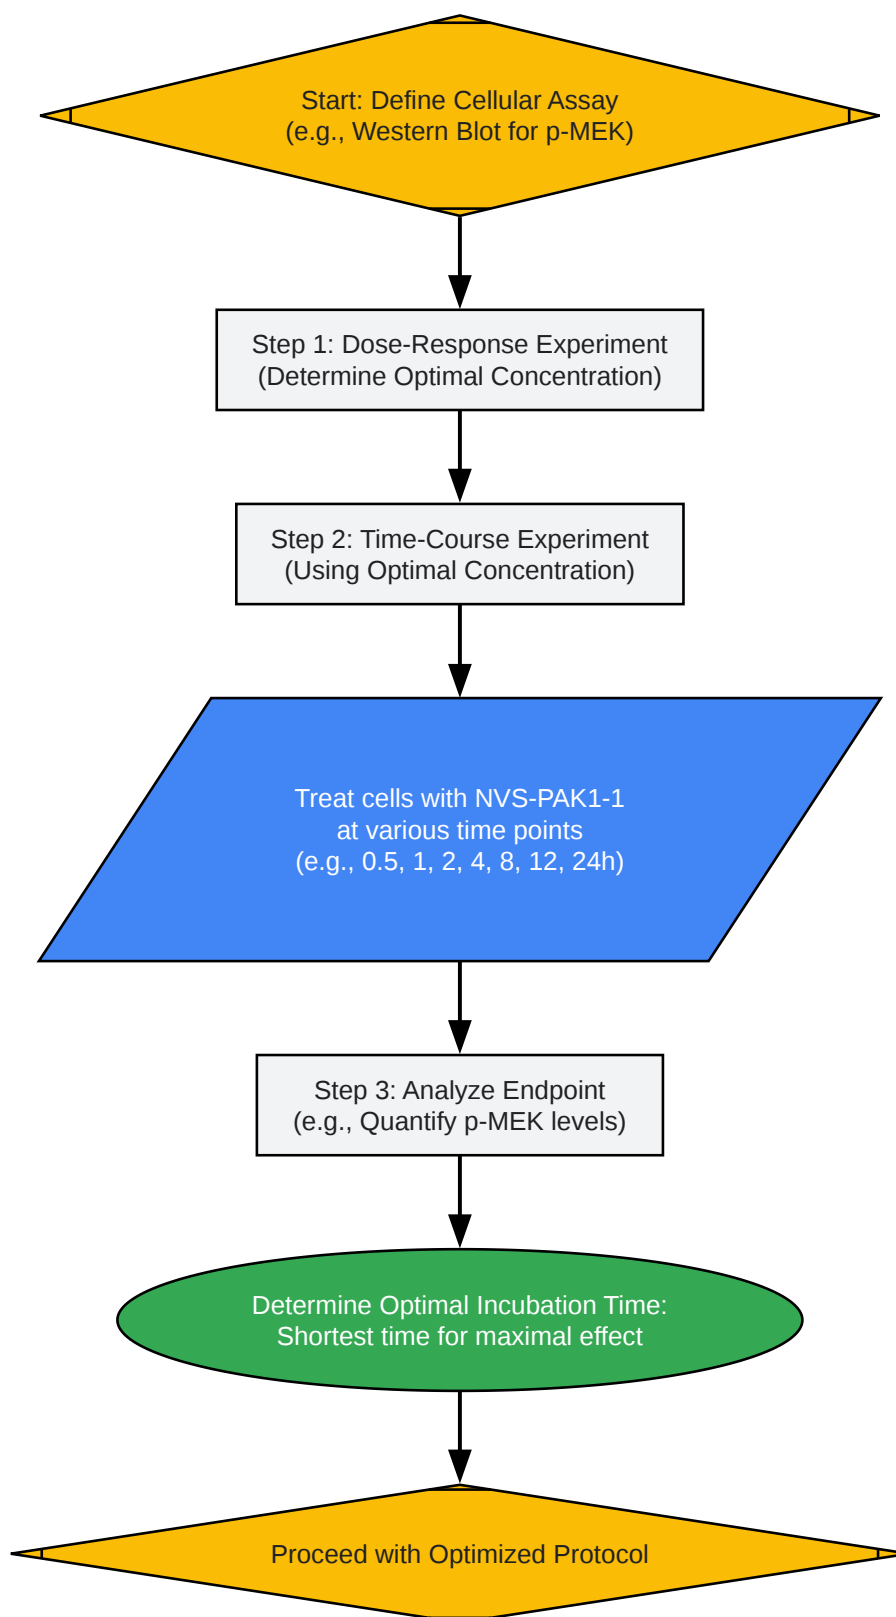 Start: Define Cellular Assay
(e.g., Western Blot for p-MEK)
Step 1: Dose-Response Experiment
(Determine Optimal Concentration)
Step 2: Time-Course Experiment
(Using Optimal Concentration)
Treat cells with NVS-PAK1-1
at various time points
(e.g., 0.5, 1, 2, 4, 8, 12, 24h)
Step 3: Analyze Endpoint
(e.g., Quantify p-MEK levels)
Determine Optimal Incubation Time:
Shortest time for maximal effect
Proceed with Optimized Protocol